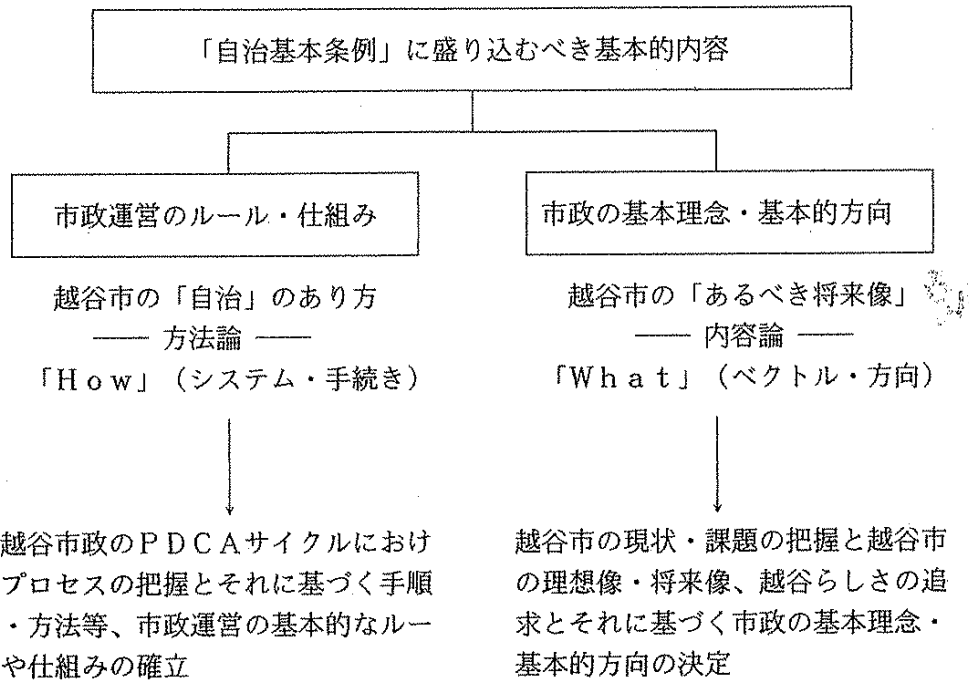 「自治基本条例」に盛り込むべき基本的内容
市政運営のルール・仕組み
越谷市の「自治」のあり方
―― 方法論 ――
「How」（システム・手続き）
越谷市政のPDCAサイクルにおけ
プロセスの把握とそれに基づく手順
・方法等、市政運営の基本的なルー
や仕組みの確立
市政の基本理念・基本的方向
越谷市の「あるべき将来像」
―― 内容論 ――
「What」（ベクトル・方向）
越谷市の現状・課題の把握と越谷市
の理想像・将来像、越谷らしさの追
求とそれに基づく市政の基本理念・
基本的方向の決定